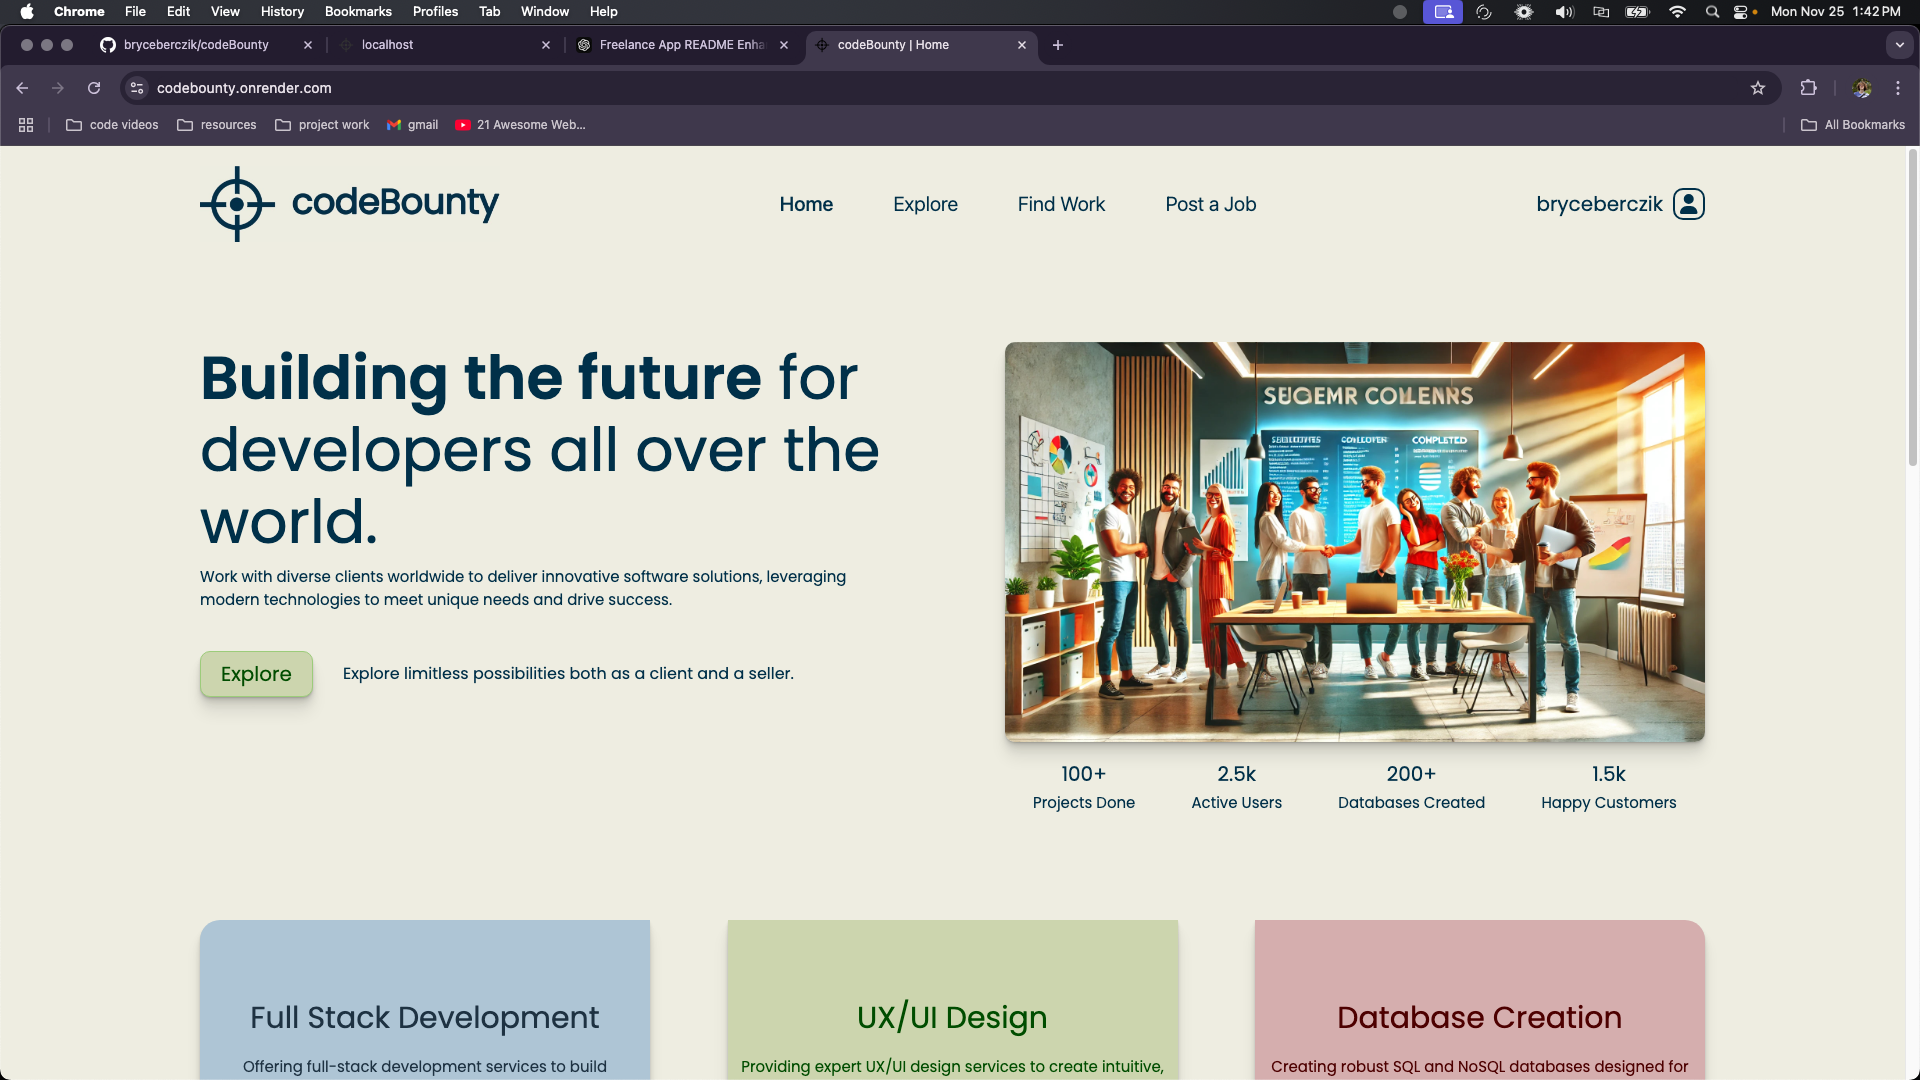 Chrome File Edit View History Bookmarks Profiles Tab Window Help Mon Nov 25 1:42 PM
bryceberczik/codeBounty localhost Freelance App README Enha codeBounty | Home
codebounty.onrender.com
code videos resources project work gmail 21 Awesome Web... All Bookmarks
codeBounty Home Explore Find Work Post a Job bryceberczik
Building the future for
developers all over the
world.
Work with diverse clients worldwide to deliver innovative software solutions, leveraging
modern technologies to meet unique needs and drive success.
Explore Explore limitless possibilities both as a client and a seller.
COMPLETED
100+ 2.5k 200+ 1.5k
Projects Done Active Users Databases Created Happy Customers
Full Stack Development UX/UI Design Database Creation
Offering full-stack development services to build Providing expert UX/UI design services to create intuitive, Creating robust SQL and NoSQL databases designed for